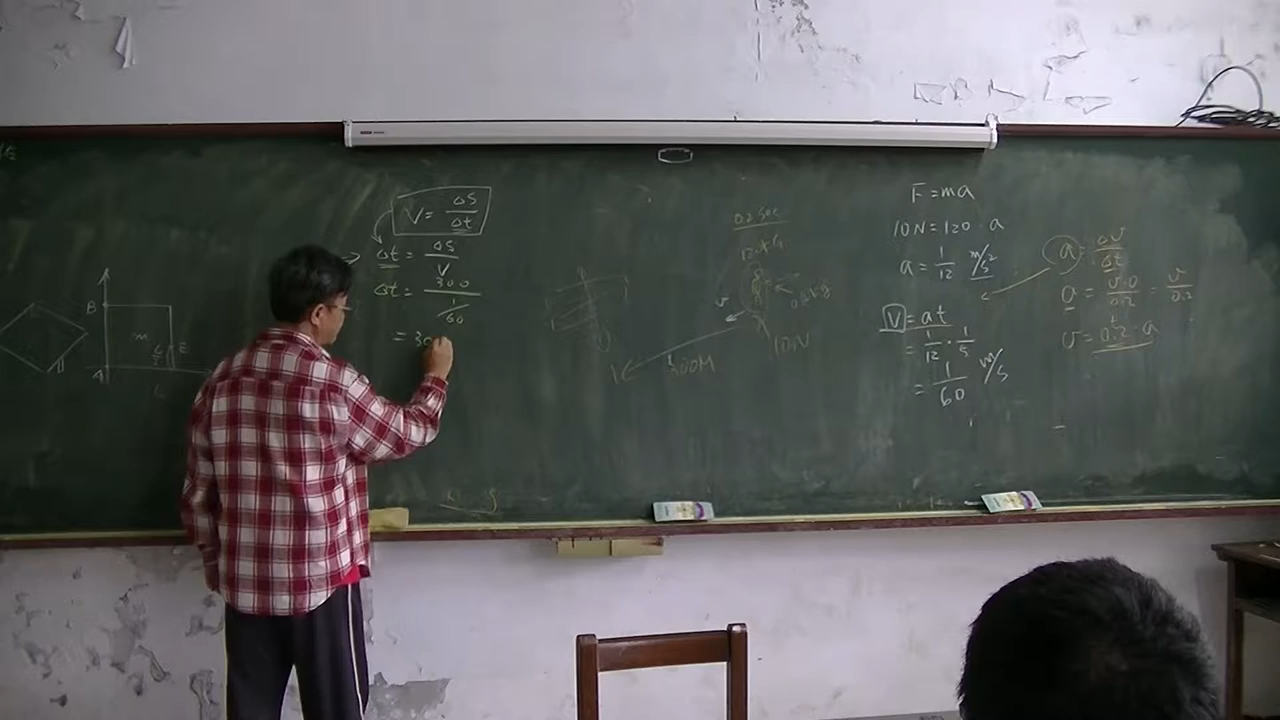 V = ΔS/Δt
Δt = ΔS/V
Δt = 300/(1/60)
= 30
B
m
E
A
L
0.2 sec
v
10N
300M
F = ma
10N = 120 · a
a = 1/12 m/s²
V = at
= 1/12 · 1/5
= 1/60 m/s
a = Δv/Δt
a = v-0/0.2 = v/0.2
v = 0.2 · a